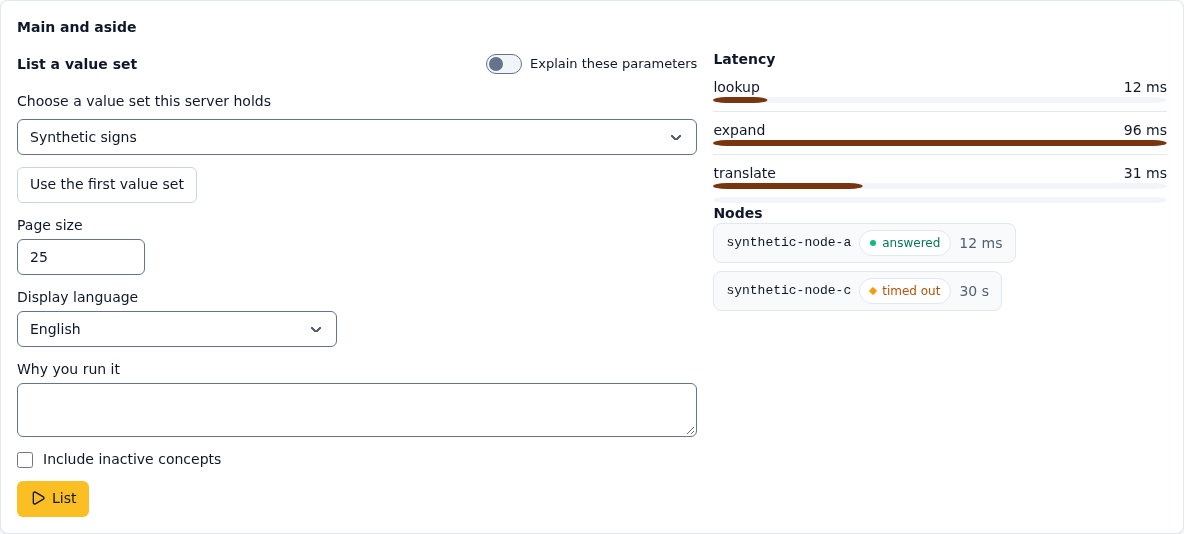 Main and aside
List a value set
Explain these parameters
Choose a value set this server holds
Synthetic signs
Use the first value set
Page size
25
Display language
English
Why you run it
Include inactive concepts
List
Latency
lookup 12 ms
expand 96 ms
translate 31 ms
Nodes
synthetic-node-a answered 12 ms
synthetic-node-c timed out 30 s